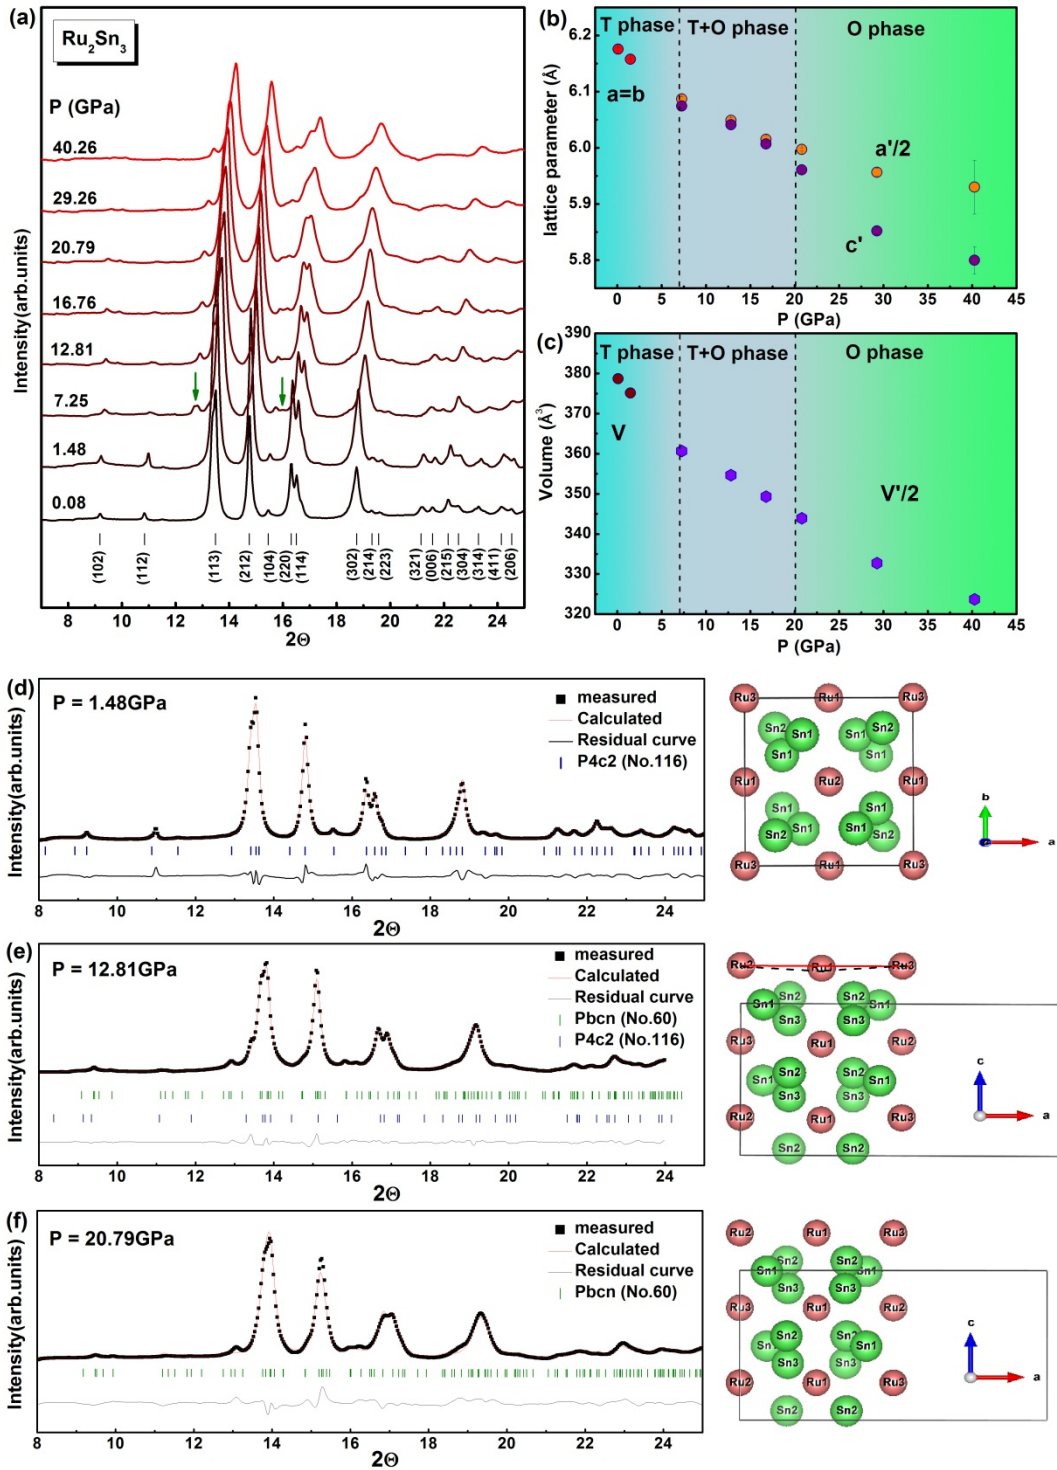 (a)
Ru₂Sn₃
P (GPa)
40.26
29.26
20.79
16.76
12.81
7.25
1.48
0.08
Intensity(arb.units)
(102)
(112)
(113)
(212)
(104)
(220)
(114)
(302)
(214)
(223)
(321)
(006)
(215)
(304)
(314)
(411)
(206)
8 10 12 14 16 18 20 22 24
2Θ
(b)
T phase T+O phase O phase
6.2
6.1
6.0
5.9
5.8
lattice parameter (Å)
a=b
a'/2
c'
0 5 10 15 20 25 30 35 40 45
P (GPa)
(c)
T phase T+O phase O phase
390
380
370
360
350
340
330
320
Volume (Å³)
V
V'/2
0 5 10 15 20 25 30 35 40 45
P (GPa)
(d)
P = 1.48GPa
measured
Calculated
Residual curve
P4c2 (No.116)
Intensity(arb.units)
8 10 12 14 16 18 20 22 24
2Θ
Ru3 Ru1 Ru3
Sn2 Sn1 Sn2
Sn1 Sn1
Ru1 Ru2 Ru1
Sn1 Sn1
Sn2 Sn1 Sn1 Sn2
Ru3 Ru1 Ru3
b
a
(e)
P = 12.81GPa
measured
Calculated
Residual curve
Pbcn (No.60)
P4c2 (No.116)
Intensity(arb.units)
8 10 12 14 16 18 20 22 24
2Θ
Ru2 Ru1 Ru3
Sn1 Sn2 Sn2 Sn1
Sn3 Sn3
Ru3 Ru1 Ru2
Sn1 Sn2 Sn2 Sn1
Sn3 Sn3
Ru2 Ru1 Ru3
Sn2 Sn2
c
a
(f)
P = 20.79GPa
measured
Calculated
Residual curve
Pbcn (No.60)
Intensity(arb.units)
8 10 12 14 16 18 20 22 24
2Θ
Ru2 Ru1 Ru3
Sn1 Sn2 Sn2 Sn1
Sn3 Sn3
Ru3 Ru1 Ru2
Sn1 Sn2 Sn2 Sn1
Sn3 Sn3
Ru2 Ru1 Ru3
Sn2 Sn2
c
a